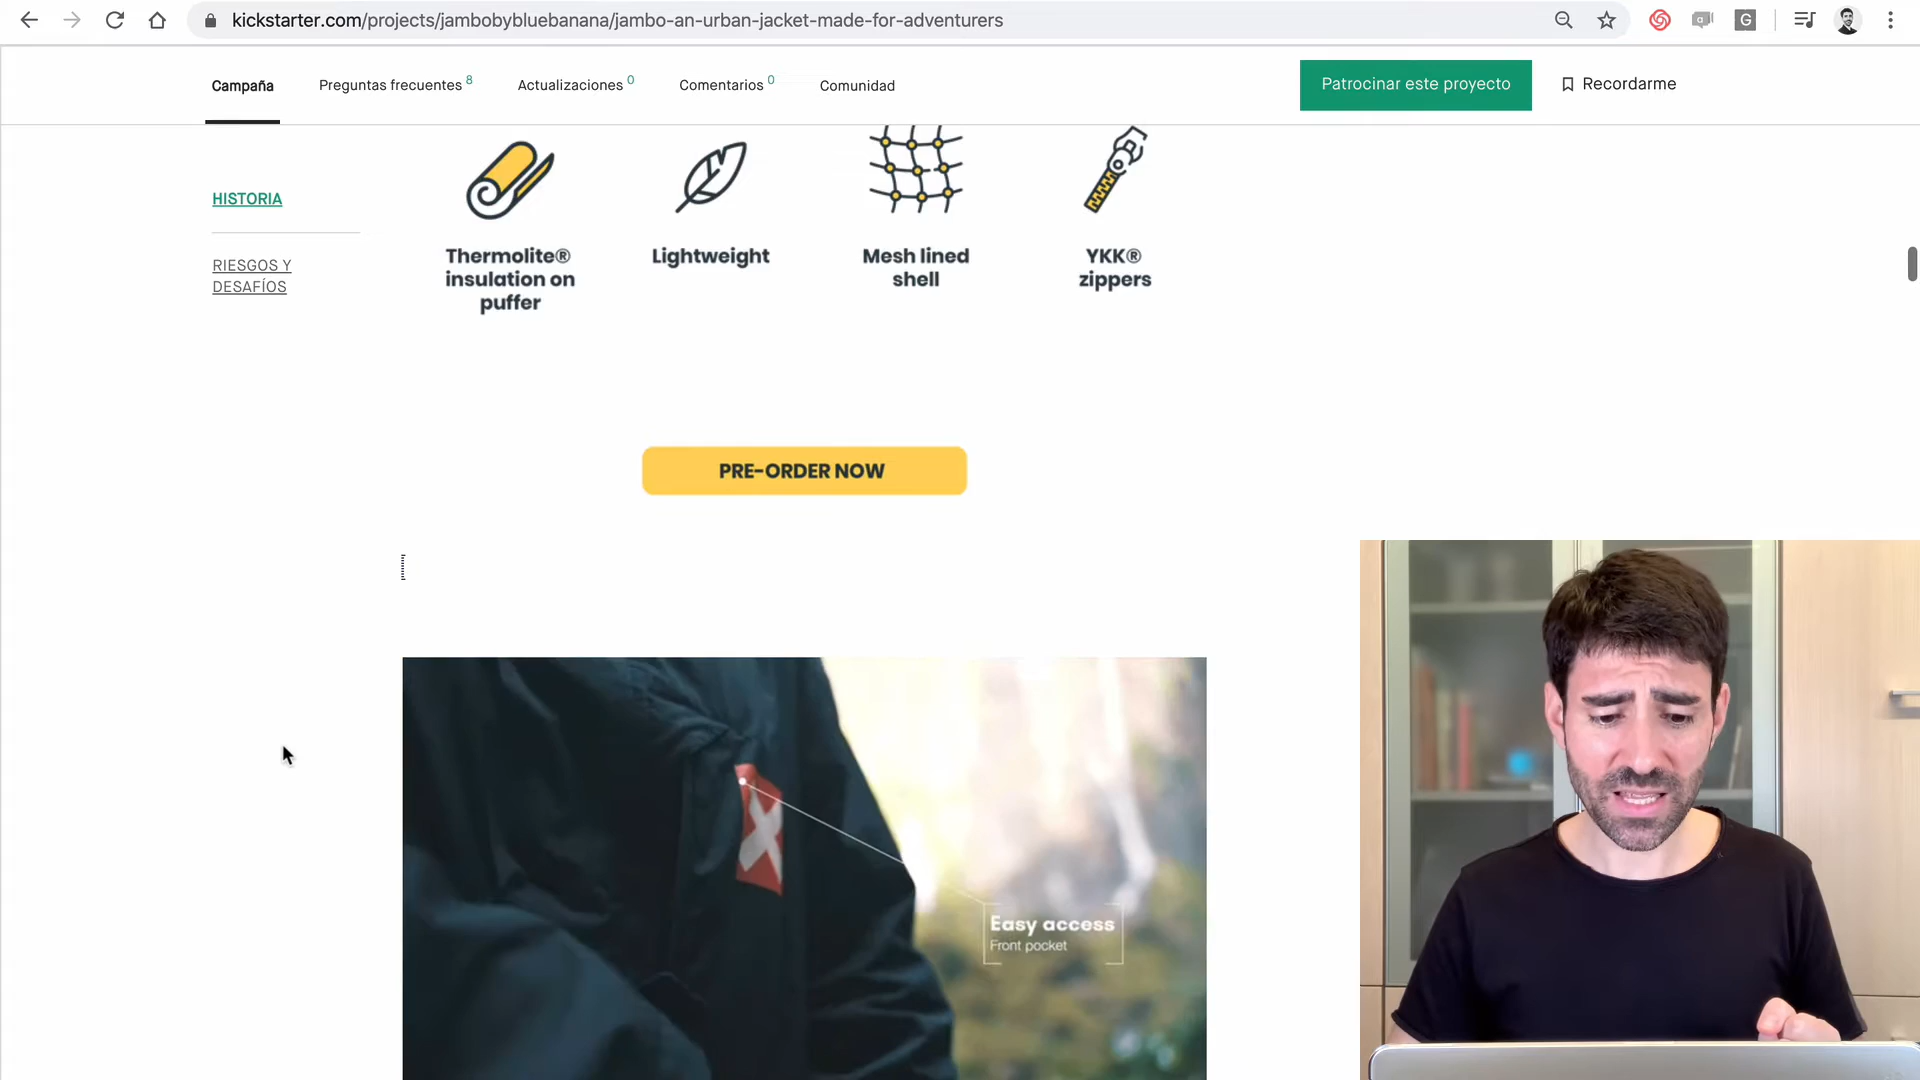 kickstarter.com/projects/jambobybluebanana/jambo-an-urban-jacket-made-for-adventurers
G
Campaña
Preguntas frecuentes 8
Actualizaciones 0
Comentarios 0
Comunidad
Patrocinar este proyecto
Recordarme
HISTORIA
RIESGOS Y
DESAFÍOS
Thermolite®
insulation on
puffer
Lightweight
Mesh lined
shell
YKK®
zippers
PRE-ORDER NOW
Easy access
Front pocket